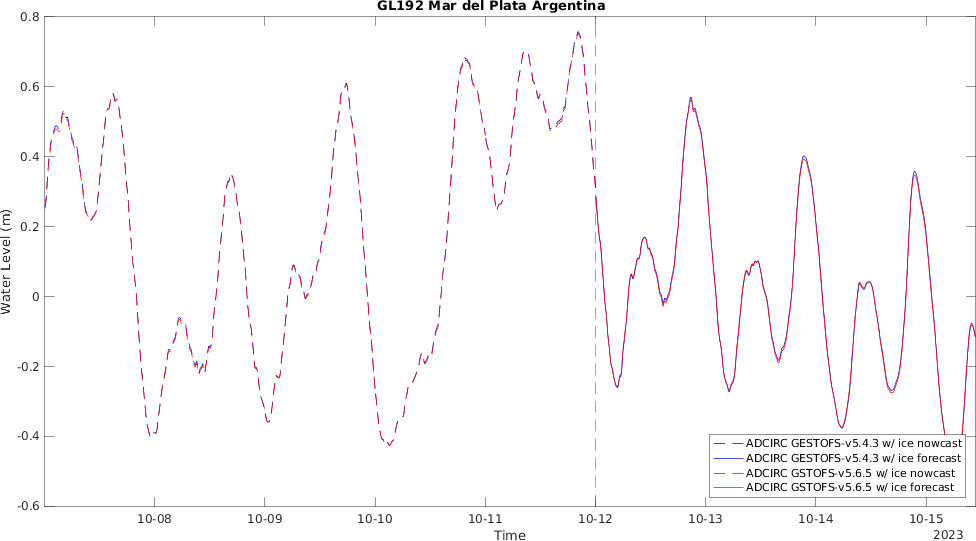 GL192 Mar del Plata Argentina
0.8
0.6
0.4
0.2
0
-0.2
-0.4
-0.6
Water Level (m)
10-08 10-09 10-10 10-11 10-12 10-13 10-14 10-15
Time
2023
ADCIRC GESTOFS-v5.4.3 w/ ice nowcast
ADCIRC GESTOFS-v5.4.3 w/ ice forecast
ADCIRC GSTOFS-v5.6.5 w/ ice nowcast
ADCIRC GSTOFS-v5.6.5 w/ ice forecast